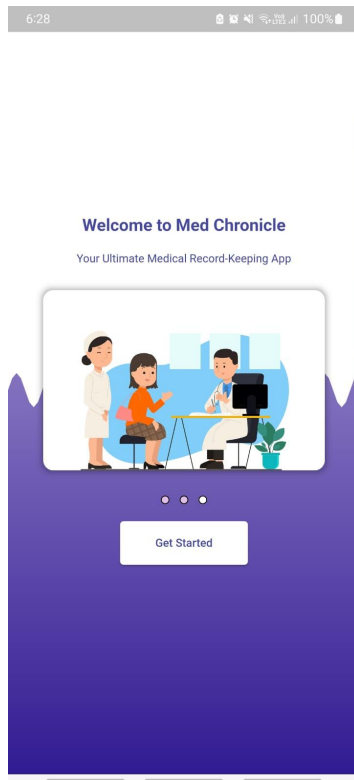 6:28
100%
Welcome to Med Chronicle
Your Ultimate Medical Record-Keeping App
Get Started